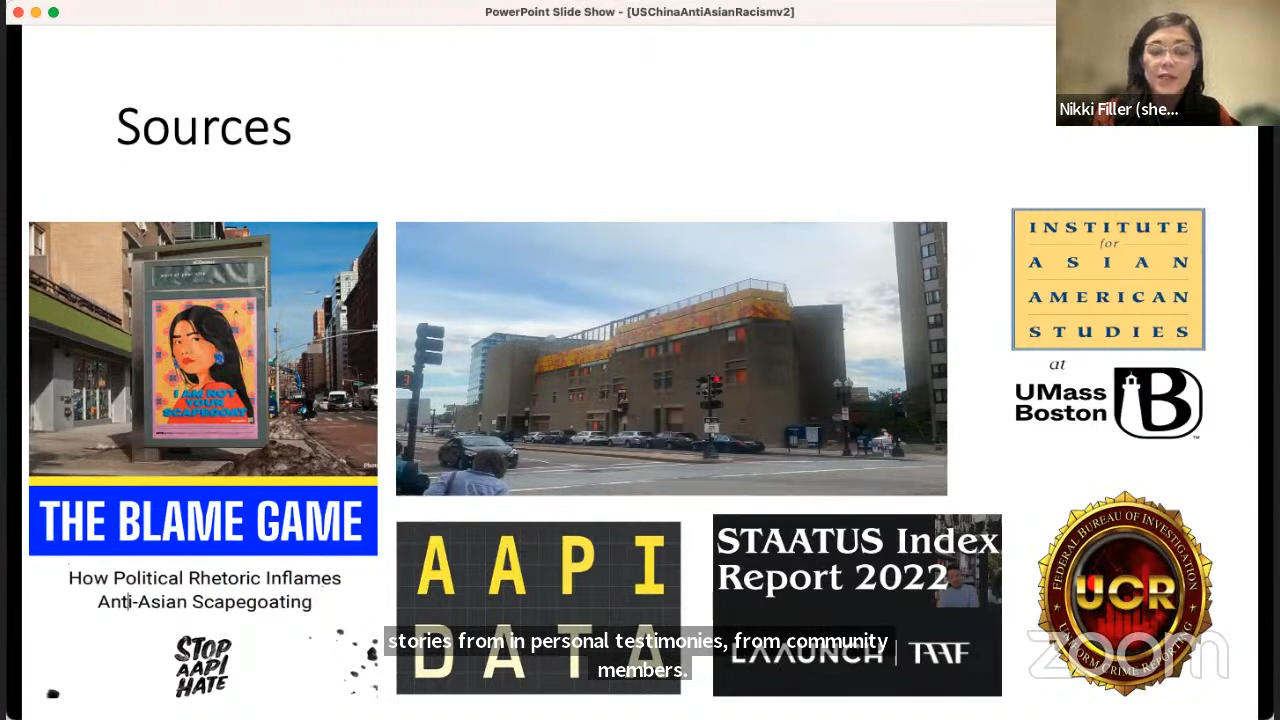 PowerPoint Slide Show - [USChinaAntiAsianRacismv2]
Nikki Filler (she...
Sources
I AM NOT
YOUR
SCAPEGOAT
THE BLAME GAME
How Political Rhetoric Inflames
Anti-Asian Scapegoating
STOP
AAPI
HATE
AAPI
DATA
STAATUS Index
Report 2022
LAAUNCH | TAAF
INSTITUTE
for
ASIAN
AMERICAN
STUDIES
at
UMass
Boston
B
FEDERAL BUREAU OF INVESTIGATION
UCR
UNIFORM CRIME REPORTING
stories from in personal testimonies, from community
members.
zoom